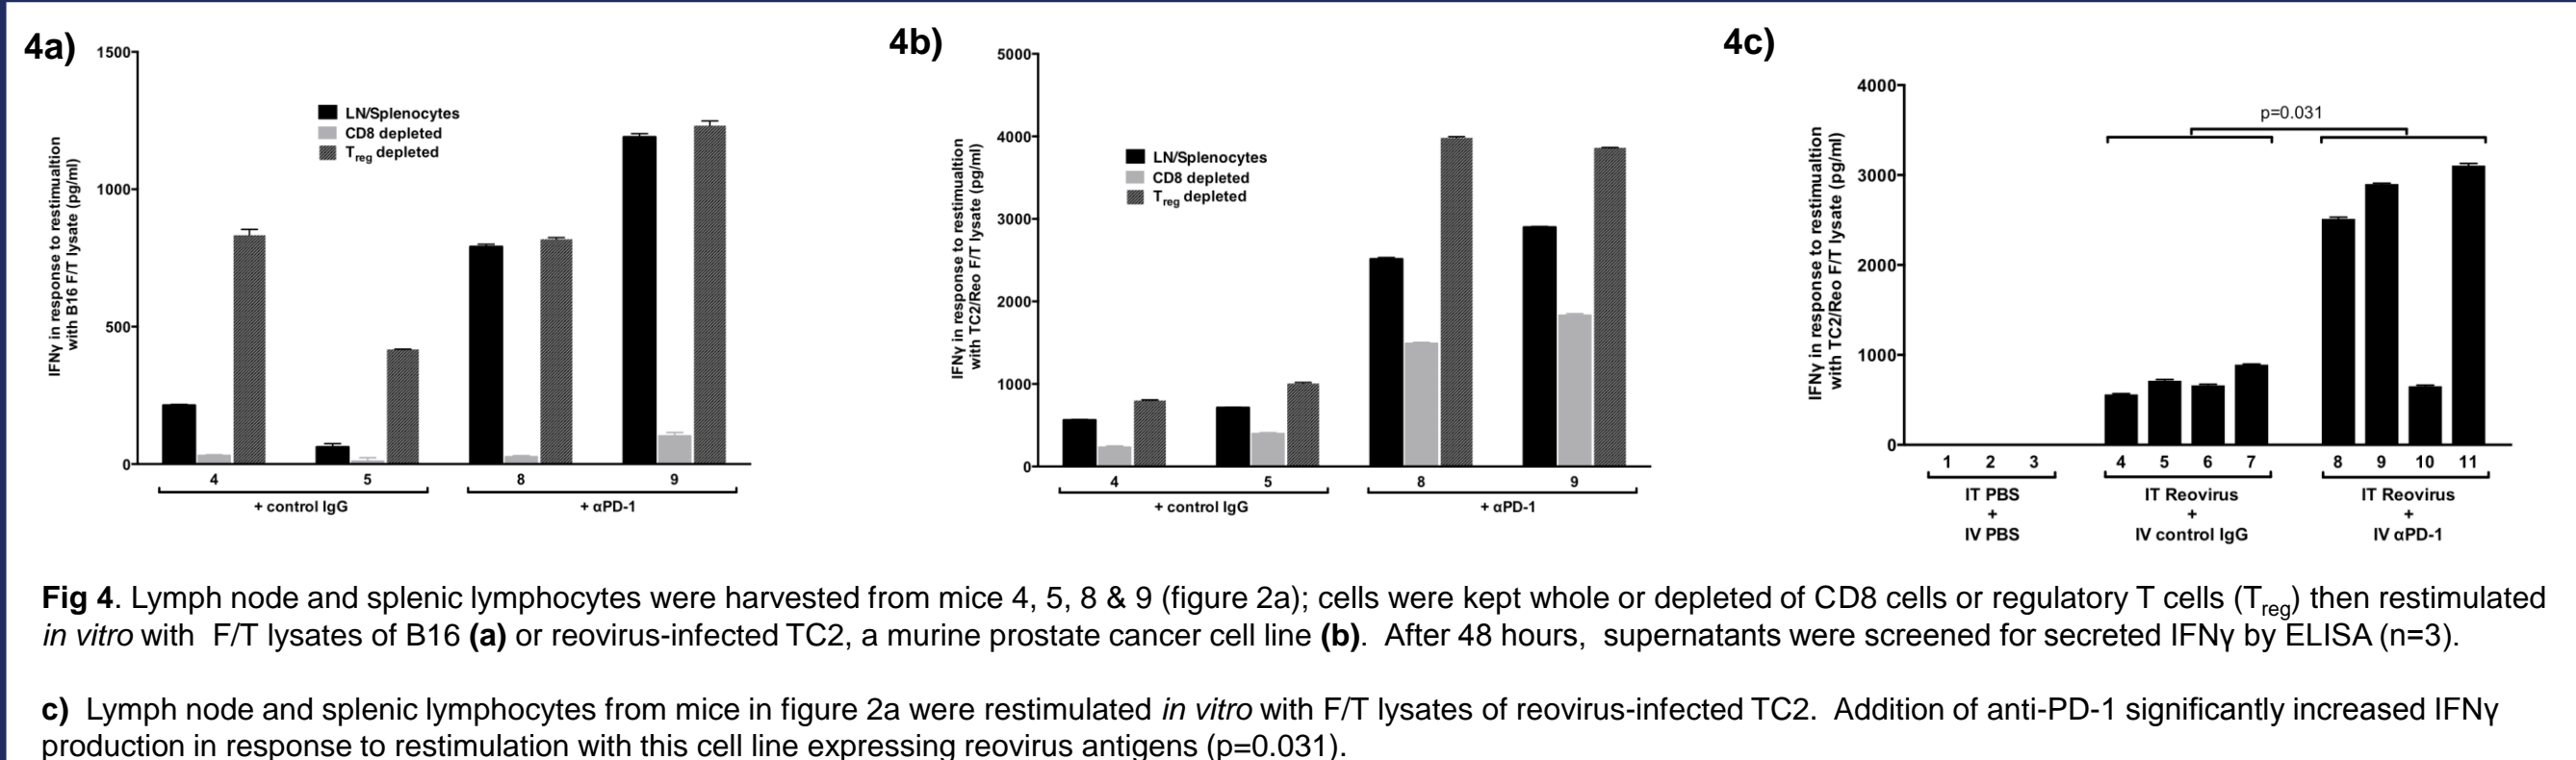 4a)
1500
1000
500
0
IFNγ in response to restimualtion
with B16 F/T lysate (pg/ml)
LN/Splenocytes
CD8 depleted
Treg depleted
4 5 8 9
+ control IgG + αPD-1
4b)
5000
4000
3000
2000
1000
0
IFNγ in response to restimualtion
with TC2/Reo F/T lysate (pg/ml)
LN/Splenocytes
CD8 depleted
Treg depleted
4 5 8 9
+ control IgG + αPD-1
4c)
4000
3000
2000
1000
0
IFNγ in response to restimualtion
with TC2/Reo F/T lysate (pg/ml)
p=0.031
1 2 3 4 5 6 7 8 9 10 11
IT PBS
+
IV PBS
IT Reovirus
+
IV control IgG
IT Reovirus
+
IV αPD-1
Fig 4. Lymph node and splenic lymphocytes were harvested from mice 4, 5, 8 & 9 (figure 2a); cells were kept whole or depleted of CD8 cells or regulatory T cells (Treg) then restimulated
in vitro with F/T lysates of B16 (a) or reovirus-infected TC2, a murine prostate cancer cell line (b). After 48 hours, supernatants were screened for secreted IFNγ by ELISA (n=3).
c) Lymph node and splenic lymphocytes from mice in figure 2a were restimulated in vitro with F/T lysates of reovirus-infected TC2. Addition of anti-PD-1 significantly increased IFNγ
production in response to restimulation with this cell line expressing reovirus antigens (p=0.031).